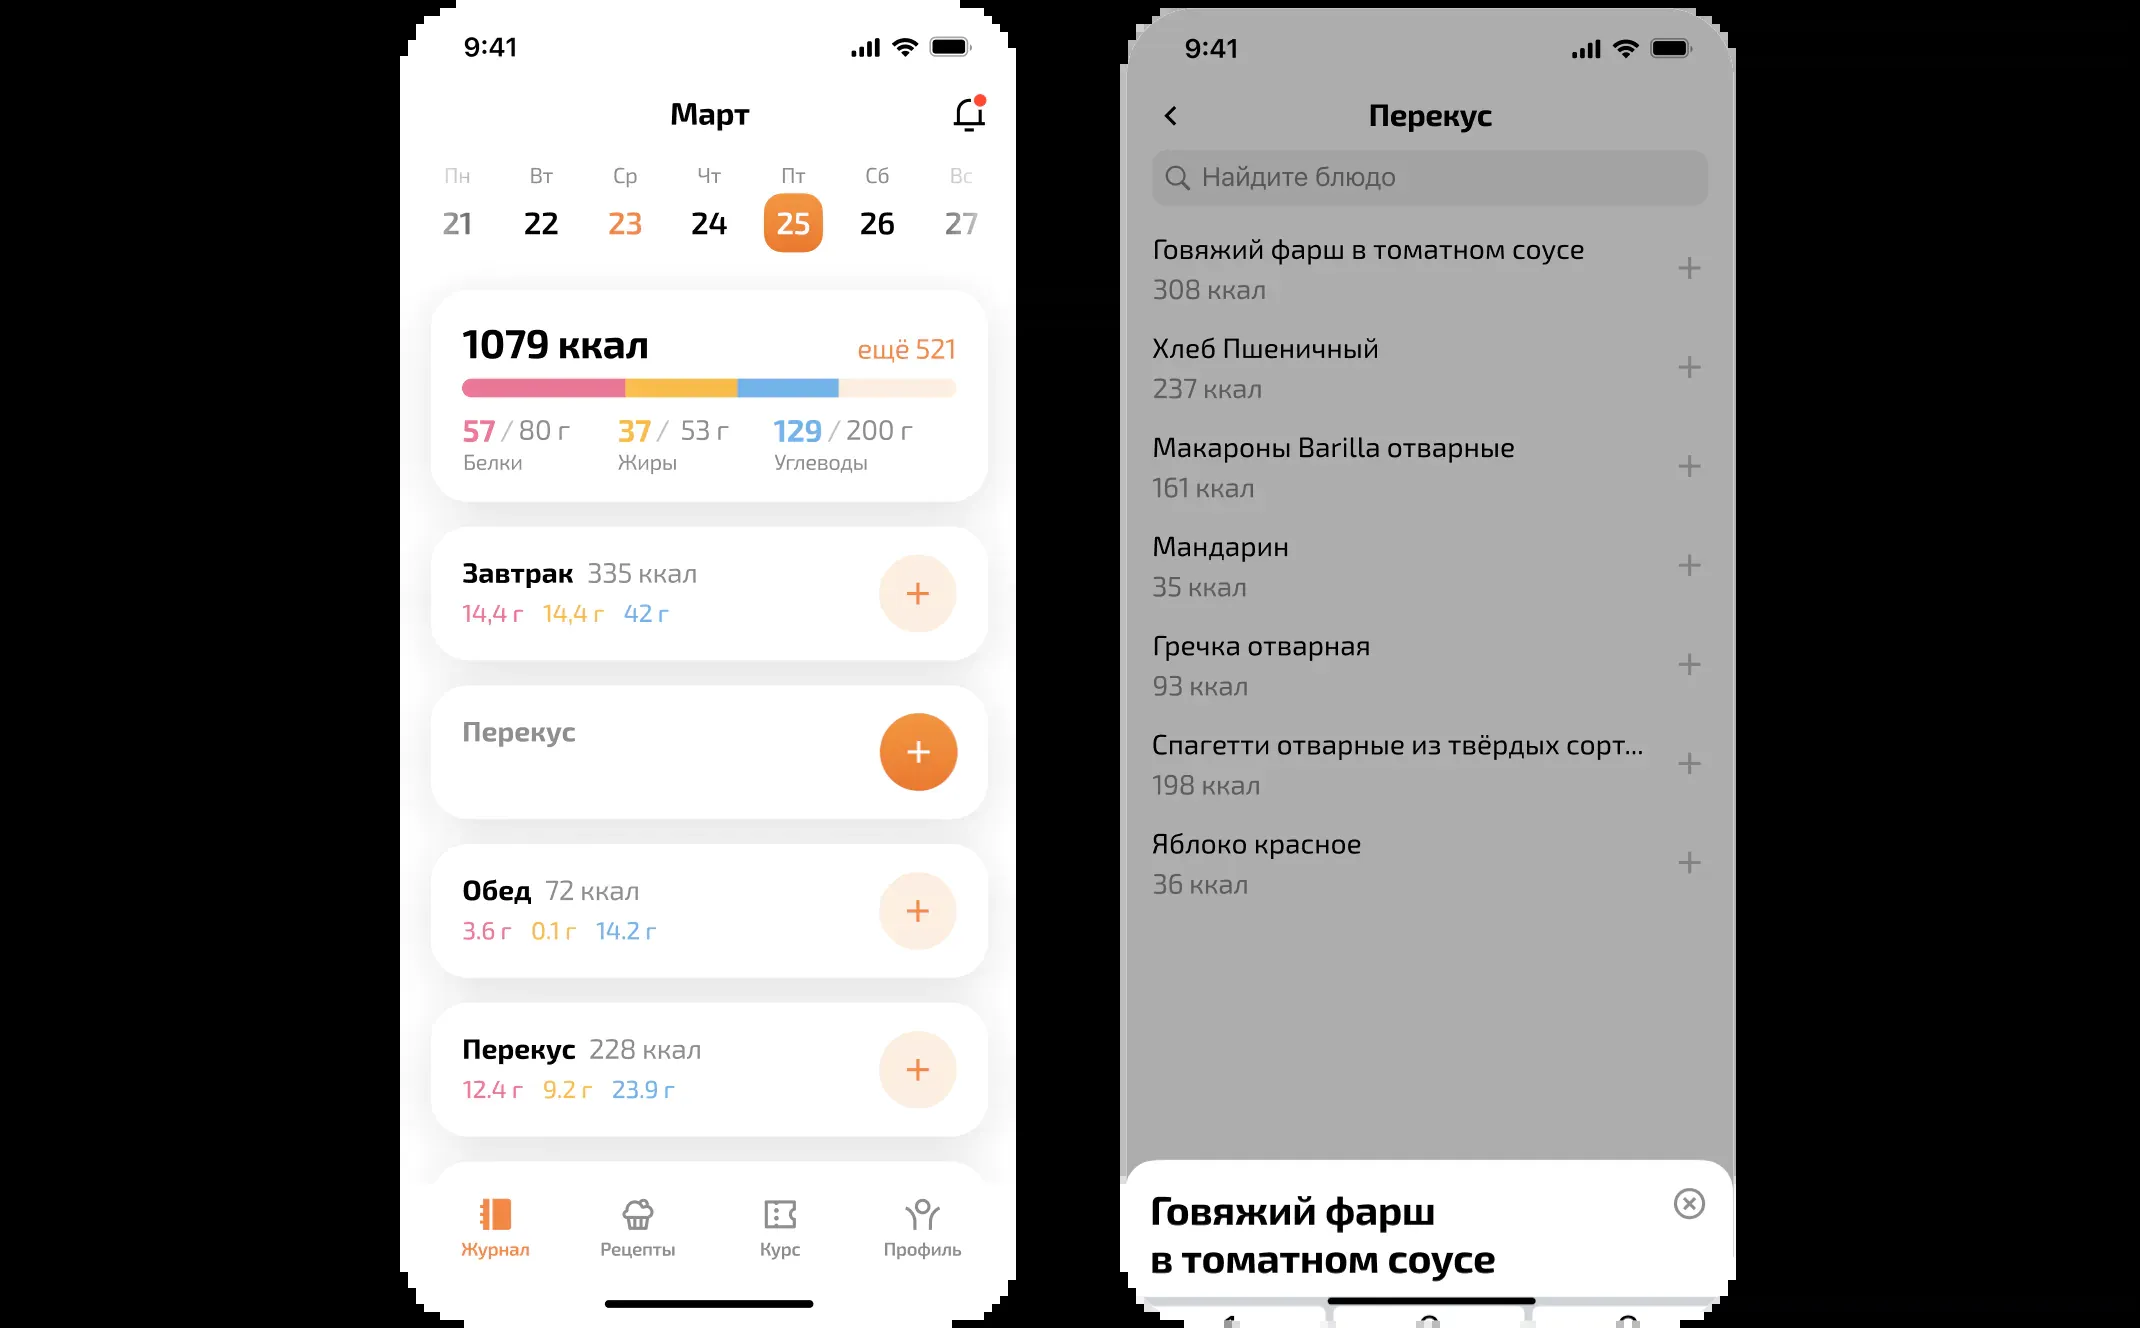 9:41
Март
Пн Вт Ср Чт Пт Сб Вс
21 22 23 24 25 26 27
1079 ккал ещё 521
57 / 80 г 37 / 53 г 129 / 200 г
Белки Жиры Углеводы
Завтрак 335 ккал
14,4 г 14,4 г 42 г
Перекус
Обед 72 ккал
3.6 г 0.1 г 14.2 г
Перекус 228 ккал
12.4 г 9.2 г 23.9 г
Журнал Рецепты Курс Профиль
9:41
Перекус
Найдите блюдо
Говяжий фарш в томатном соусе
308 ккал
Хлеб Пшеничный
237 ккал
Макароны Barilla отварные
161 ккал
Мандарин
35 ккал
Гречка отварная
93 ккал
Спагетти отварные из твёрдых сорт...
198 ккал
Яблоко красное
36 ккал
Говяжий фарш
в томатном соусе